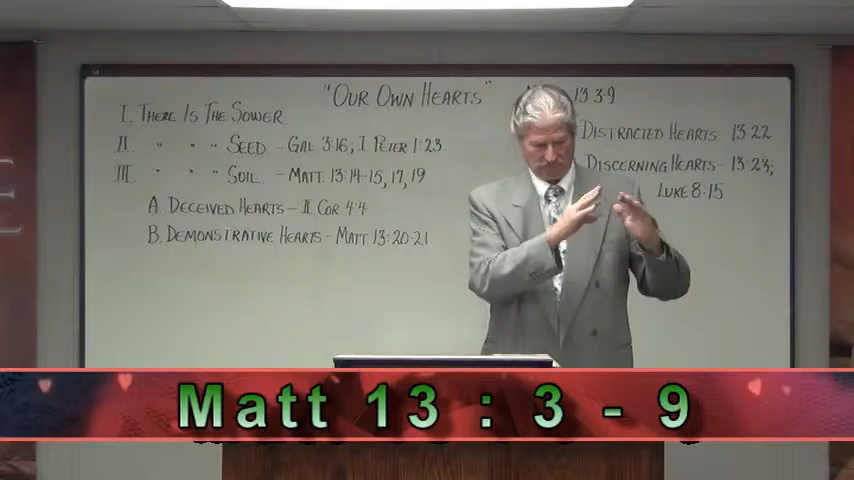 "OUR OWN HEARTS"
13 3-9
I. THERE IS THE SOWER
II " " " SEED - GAL 3:16; I PETER 1:23
III " " " SOIL - MATT. 13:14-15, 17, 19
A. DECEIVED HEARTS - II COR 4:4
B. DEMONSTRATIVE HEARTS - MATT 13:20-21
DISTRACTED HEARTS - 13:22
DISCERNING HEARTS - 13:23;
LUKE 8:15
Matt 13 : 3 - 9